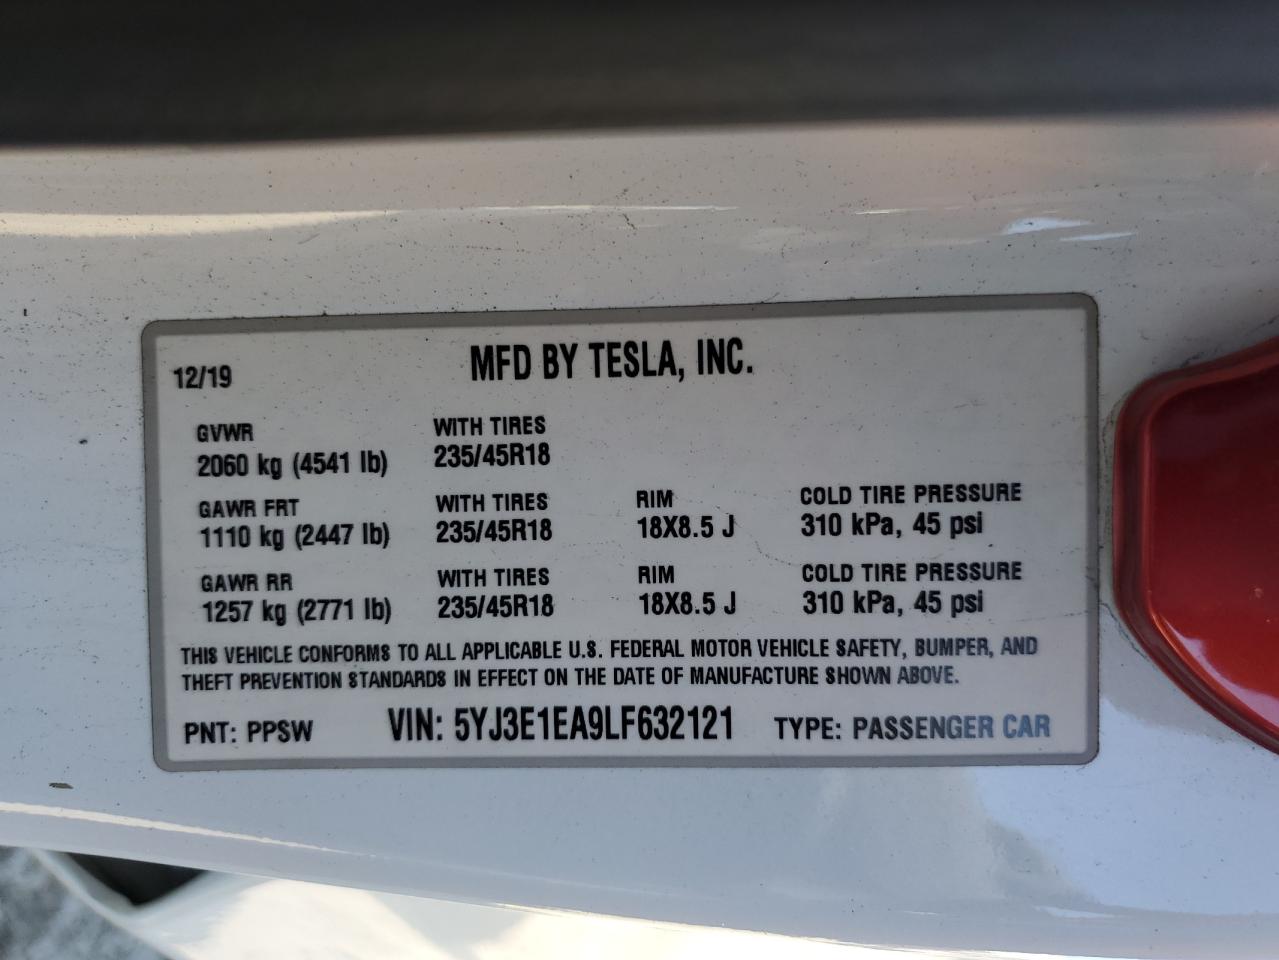 12/19 MFD BY TESLA, INC.
GVWR WITH TIRES
2060 kg (4541 lb) 235/45R18
GAWR FRT WITH TIRES RIM COLD TIRE PRESSURE
1110 kg (2447 lb) 235/45R18 18X8.5 J 310 kPa, 45 psi
GAWR RR WITH TIRES RIM COLD TIRE PRESSURE
1257 kg (2771 lb) 235/45R18 18X8.5 J 310 kPa, 45 psi
THIS VEHICLE CONFORMS TO ALL APPLICABLE U.S. FEDERAL MOTOR VEHICLE SAFETY, BUMPER, AND
THEFT PREVENTION STANDARDS IN EFFECT ON THE DATE OF MANUFACTURE SHOWN ABOVE.
PNT: PPSW VIN: 5YJ3E1EA9LF632121 TYPE: PASSENGER CAR